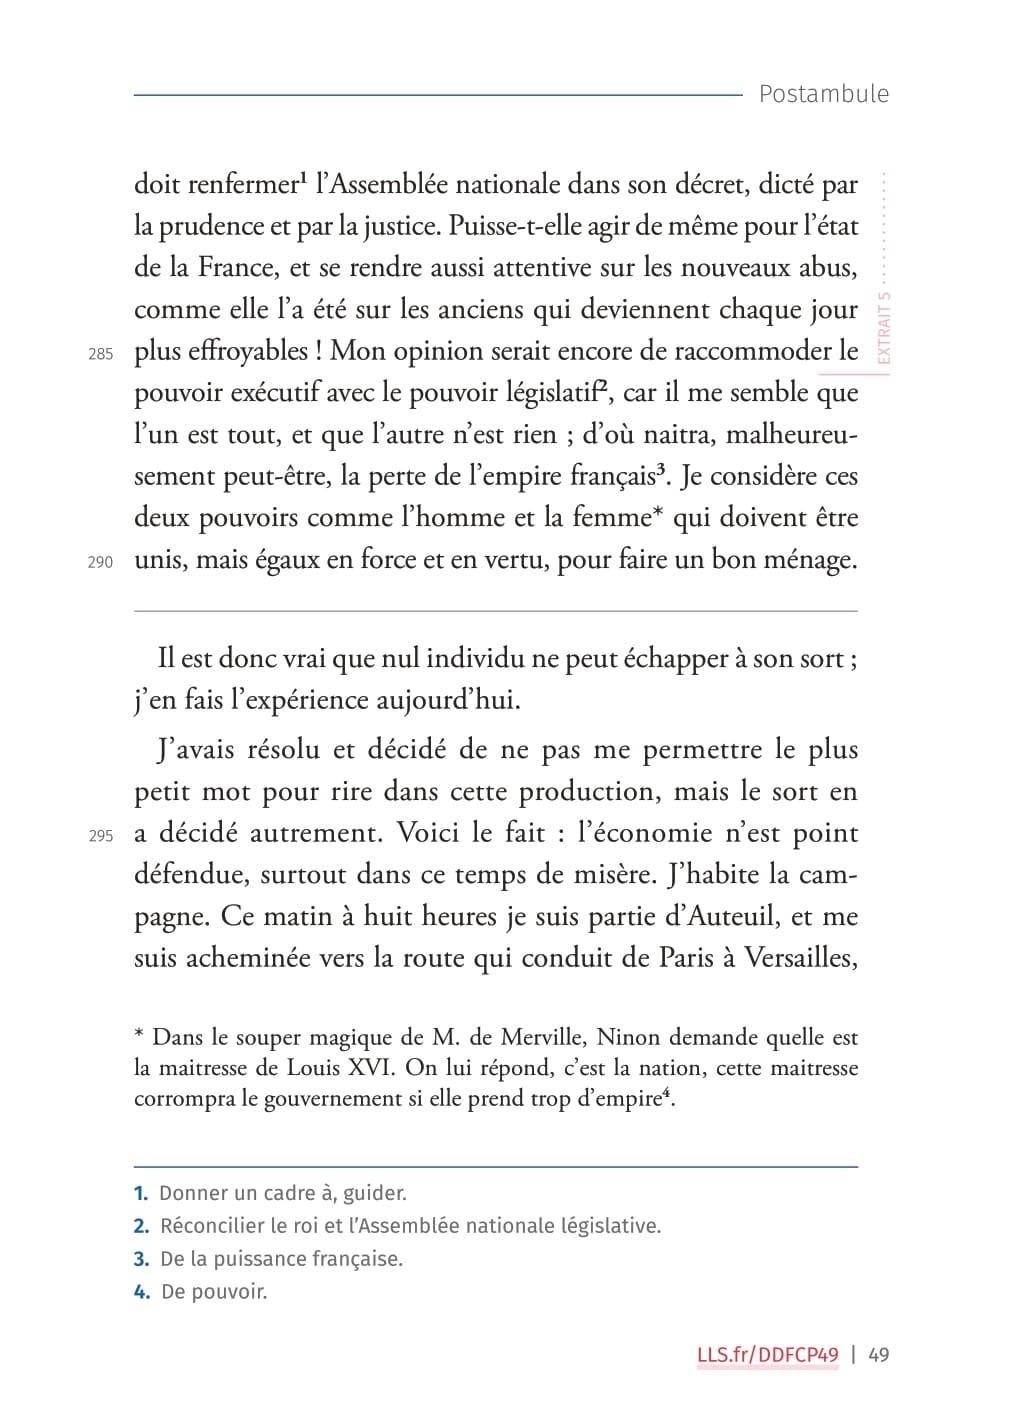 Postambule
doit renfermer¹ l’Assemblée nationale dans son décret, dicté par
la prudence et par la justice. Puisse-t-elle agir de même pour l’état
de la France, et se rendre aussi attentive sur les nouveaux abus,
comme elle l’a été sur les anciens qui deviennent chaque jour
285 plus effroyables ! Mon opinion serait encore de raccommoder le
pouvoir exécutif avec le pouvoir législatif², car il me semble que
l’un est tout, et que l’autre n’est rien ; d’où naitra, malheureu-
sement peut-être, la perte de l’empire français³. Je considère ces
deux pouvoirs comme l’homme et la femme* qui doivent être
290 unis, mais égaux en force et en vertu, pour faire un bon ménage.
EXTRAIT 5
Il est donc vrai que nul individu ne peut échapper à son sort ;
j’en fais l’expérience aujourd’hui.
J’avais résolu et décidé de ne pas me permettre le plus
petit mot pour rire dans cette production, mais le sort en
295 a décidé autrement. Voici le fait : l’économie n’est point
défendue, surtout dans ce temps de misère. J’habite la cam-
pagne. Ce matin à huit heures je suis partie d’Auteuil, et me
suis acheminée vers la route qui conduit de Paris à Versailles,
* Dans le souper magique de M. de Merville, Ninon demande quelle est
la maitresse de Louis XVI. On lui répond, c’est la nation, cette maitresse
corrompra le gouvernement si elle prend trop d’empire⁴.
1. Donner un cadre à, guider.
2. Réconcilier le roi et l’Assemblée nationale législative.
3. De la puissance française.
4. De pouvoir.
LLS.fr/DDFCP49 | 49